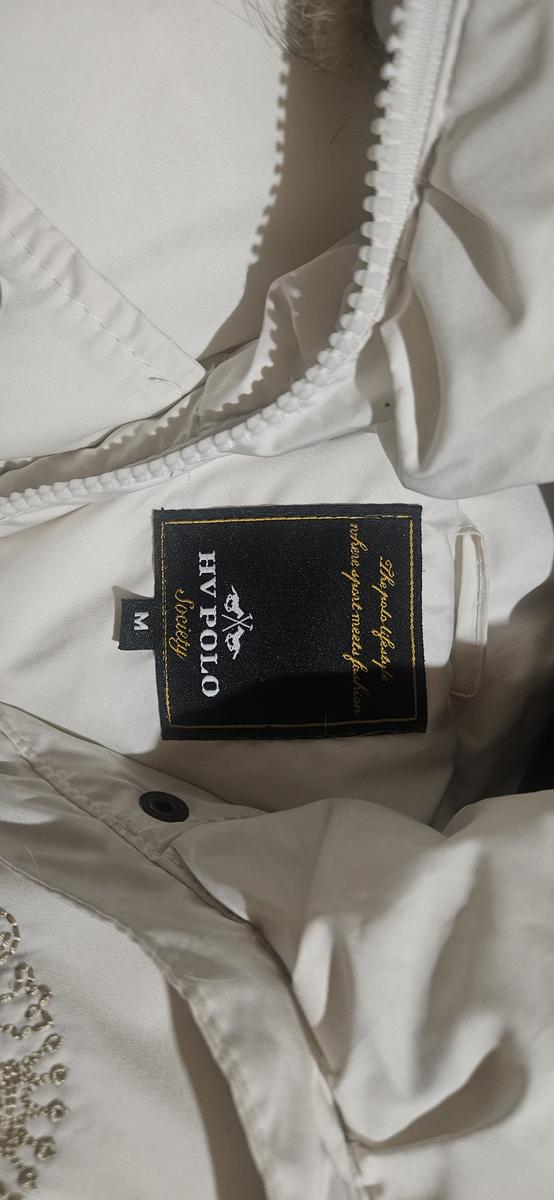 The polo lifestyle
where sport meets fashion
HV POLO
Society
M